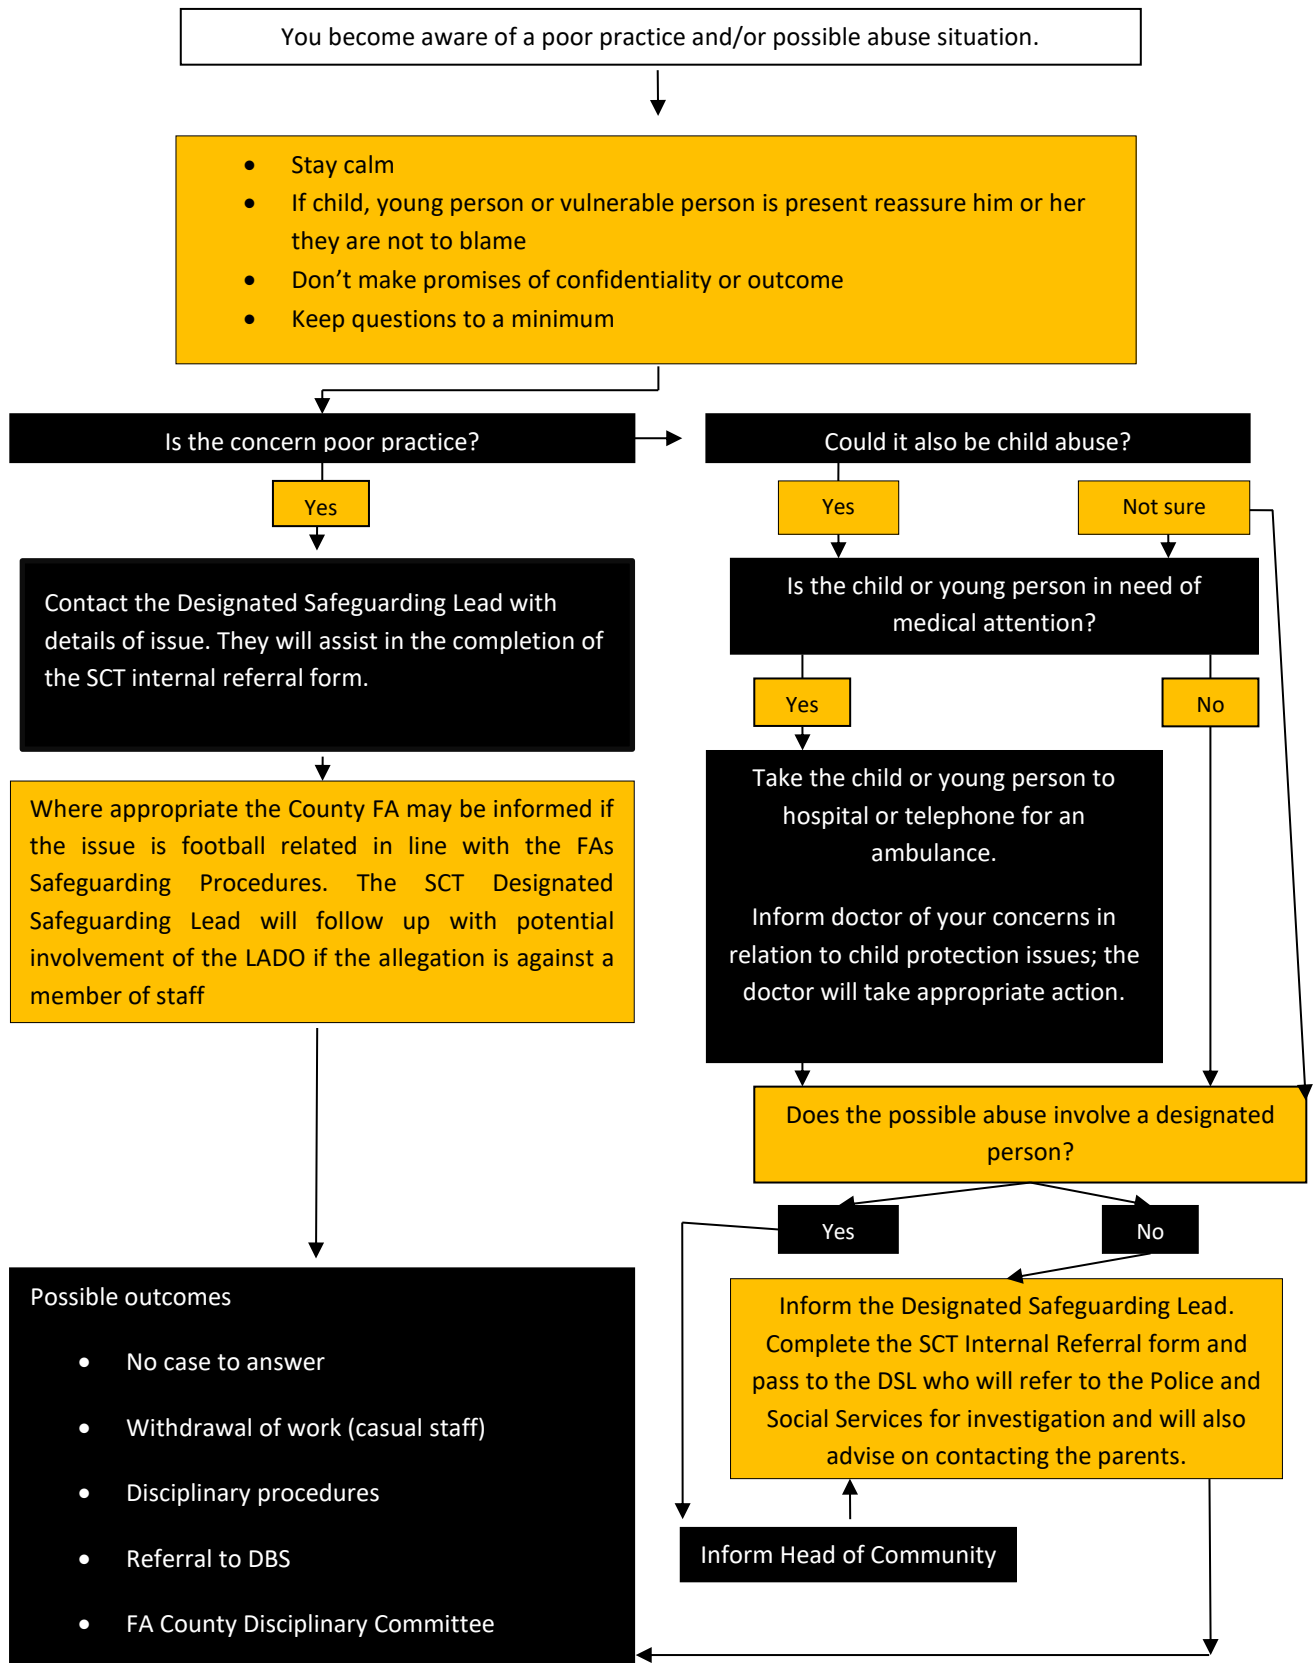 You become aware of a poor practice and/or possible abuse situation.
• Stay calm
• If child, young person or vulnerable person is present reassure him or her
they are not to blame
• Don’t make promises of confidentiality or outcome
• Keep questions to a minimum
Is the concern poor practice?
Could it also be child abuse?
Yes
Yes
Not sure
Contact the Designated Safeguarding Lead with
details of issue. They will assist in the completion of
the SCT internal referral form.
Is the child or young person in need of
medical attention?
Yes
No
Where appropriate the County FA may be informed if
the issue is football related in line with the FAs
Safeguarding Procedures. The SCT Designated
Safeguarding Lead will follow up with potential
involvement of the LADO if the allegation is against a
member of staff
Take the child or young person to
hospital or telephone for an
ambulance.
Inform doctor of your concerns in
relation to child protection issues; the
doctor will take appropriate action.
Does the possible abuse involve a designated
person?
Yes
No
Inform the Designated Safeguarding Lead.
Complete the SCT Internal Referral form and
pass to the DSL who will refer to the Police and
Social Services for investigation and will also
advise on contacting the parents.
Inform Head of Community
Possible outcomes
• No case to answer
• Withdrawal of work (casual staff)
• Disciplinary procedures
• Referral to DBS
• FA County Disciplinary Committee